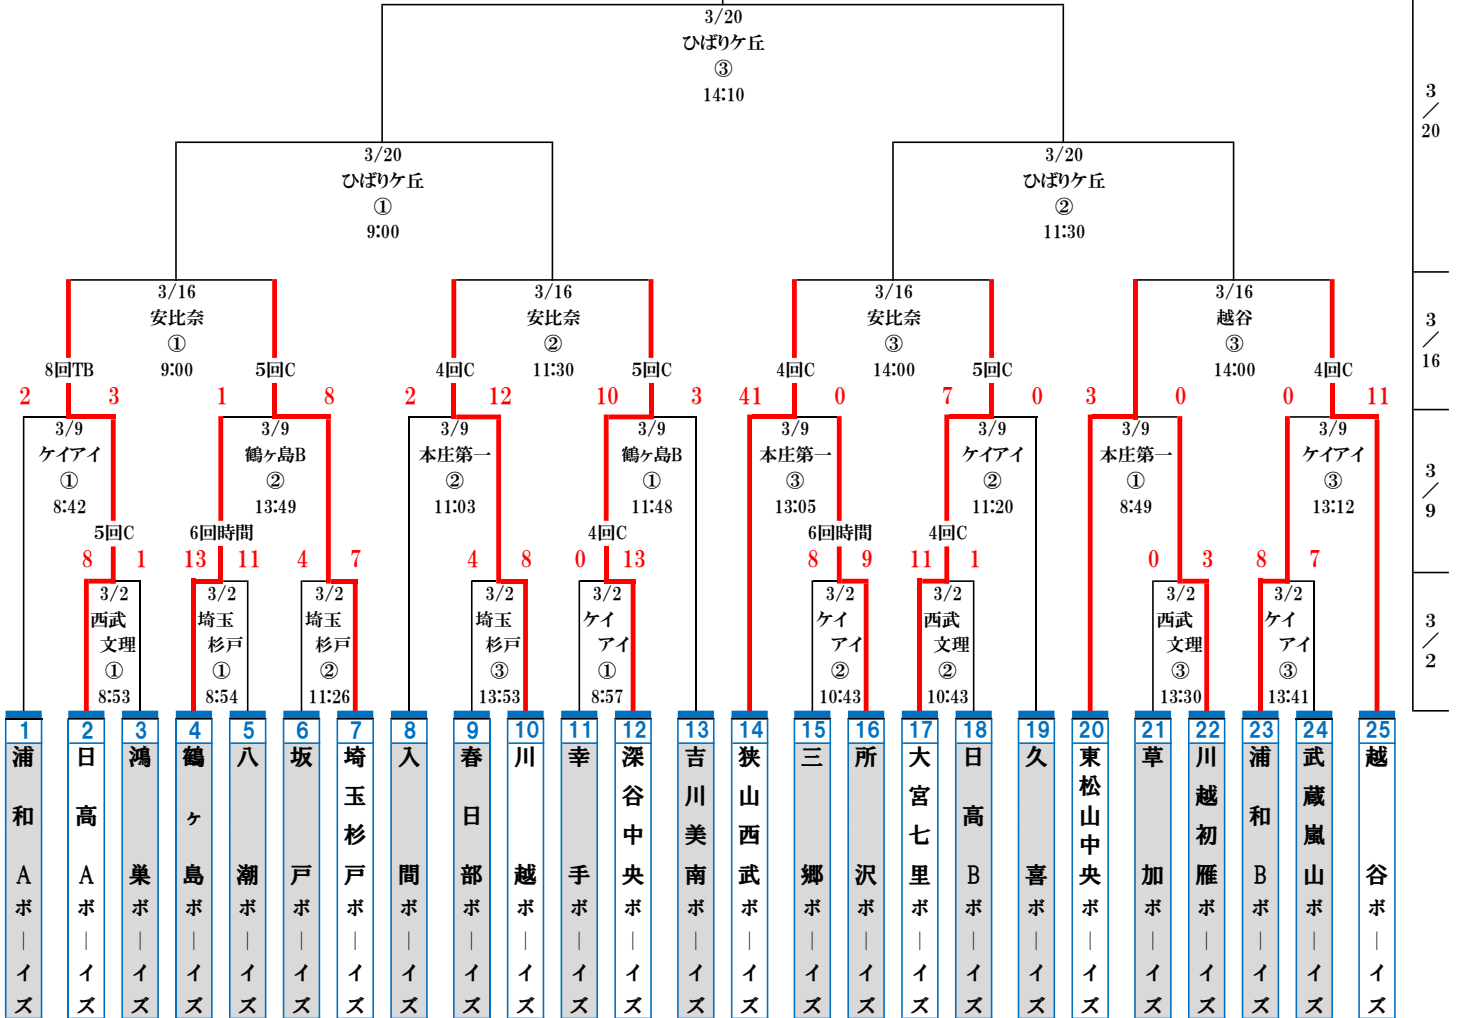 3/20
ひばりケ丘
③
14:10
3
／
20
3/20
ひばりケ丘
①
9:00
3/20
ひばりケ丘
②
11:30
3/16
安比奈
①
9:00
3/16
安比奈
②
11:30
3/16
安比奈
③
14:00
3/16
越谷
③
14:00
3
／
16
8回TB
5回C
4回C
5回C
4回C
5回C
4回C
2 3 1 8 2 12 10 3 41 0 7 0 3 0 0 11
3/9
ケイアイ
①
8:42
3/9
鶴ヶ島B
②
13:49
3/9
本庄第一
②
11:03
3/9
鶴ヶ島B
①
11:48
3/9
本庄第一
③
13:05
3/9
ケイアイ
②
11:20
3/9
本庄第一
①
8:49
3/9
ケイアイ
③
13:12
3
／
9
5回C
6回時間
4回C
6回時間
4回C
8 1 13 11 4 7 4 8 0 13 8 9 11 1 0 3 8 7
3/2
西武
文理
①
8:53
3/2
埼玉
杉戸
①
8:54
3/2
埼玉
杉戸
②
11:26
3/2
埼玉
杉戸
③
13:53
3/2
ケイ
アイ
①
8:57
3/2
ケイ
アイ
②
10:43
3/2
西武
文理
②
10:43
3/2
西武
文理
③
13:30
3/2
ケイ
アイ
③
13:41
3
／
2
1
浦和Aボーイズ
2
日高Aボーイズ
3
鴻巣ボーイズ
4
鶴ヶ島ボーイズ
5
八潮ボーイズ
6
坂戸ボーイズ
7
埼玉杉戸ボーイズ
8
入間ボーイズ
9
春日部ボーイズ
10
川越ボーイズ
11
幸手ボーイズ
12
深谷中央ボーイズ
13
吉川美南ボーイズ
14
狭山西武ボーイズ
15
三郷ボーイズ
16
所沢ボーイズ
17
大宮七里ボーイズ
18
日高Bボーイズ
19
久喜ボーイズ
20
東松山中央ボーイズ
21
草加ボーイズ
22
川越初雁ボーイズ
23
浦和Bボーイズ
24
武蔵嵐山ボーイズ
25
越谷ボーイズ